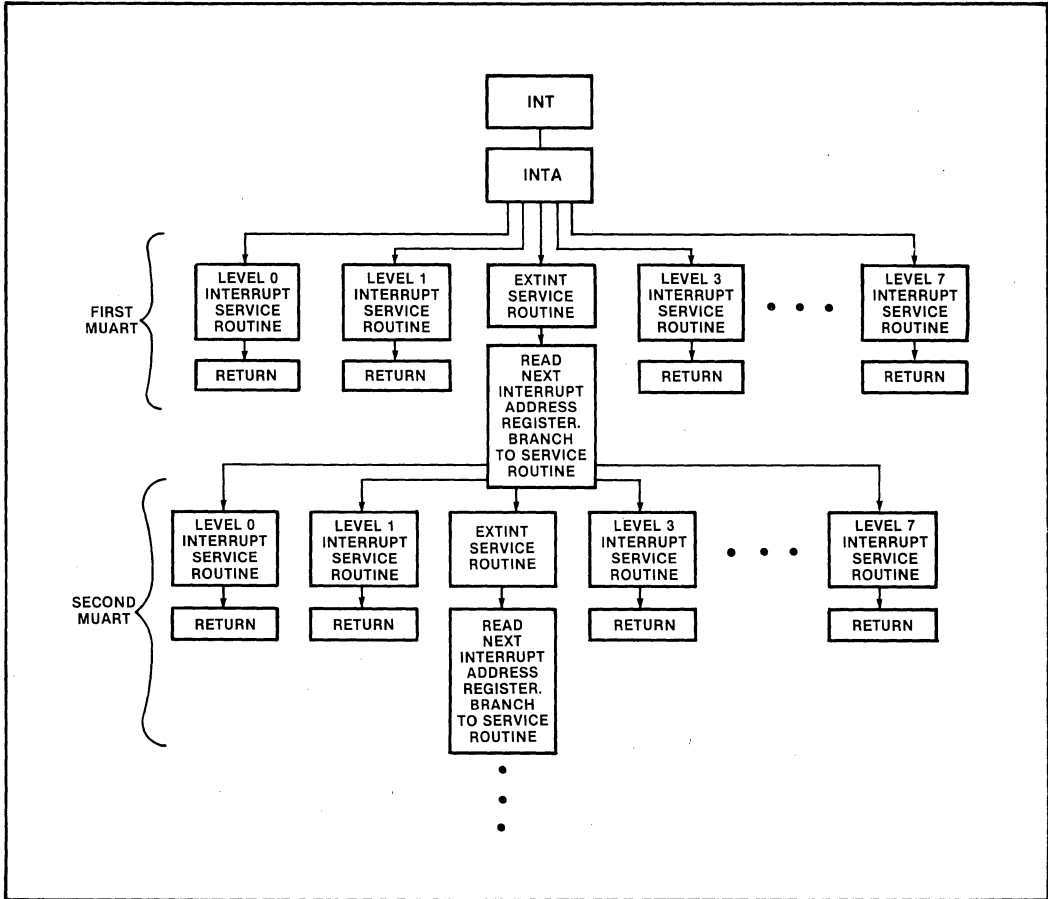 INT
INTA
FIRST
MUART
LEVEL 0
INTERRUPT
SERVICE
ROUTINE
RETURN
LEVEL 1
INTERRUPT
SERVICE
ROUTINE
RETURN
EXTINT
SERVICE
ROUTINE
READ
NEXT
INTERRUPT
ADDRESS
REGISTER.
BRANCH
TO SERVICE
ROUTINE
LEVEL 3
INTERRUPT
SERVICE
ROUTINE
RETURN
LEVEL 7
INTERRUPT
SERVICE
ROUTINE
RETURN
SECOND
MUART
LEVEL 0
INTERRUPT
SERVICE
ROUTINE
RETURN
LEVEL 1
INTERRUPT
SERVICE
ROUTINE
RETURN
EXTINT
SERVICE
ROUTINE
READ
NEXT
INTERRUPT
ADDRESS
REGISTER.
BRANCH
TO SERVICE
ROUTINE
LEVEL 3
INTERRUPT
SERVICE
ROUTINE
RETURN
LEVEL 7
INTERRUPT
SERVICE
ROUTINE
RETURN